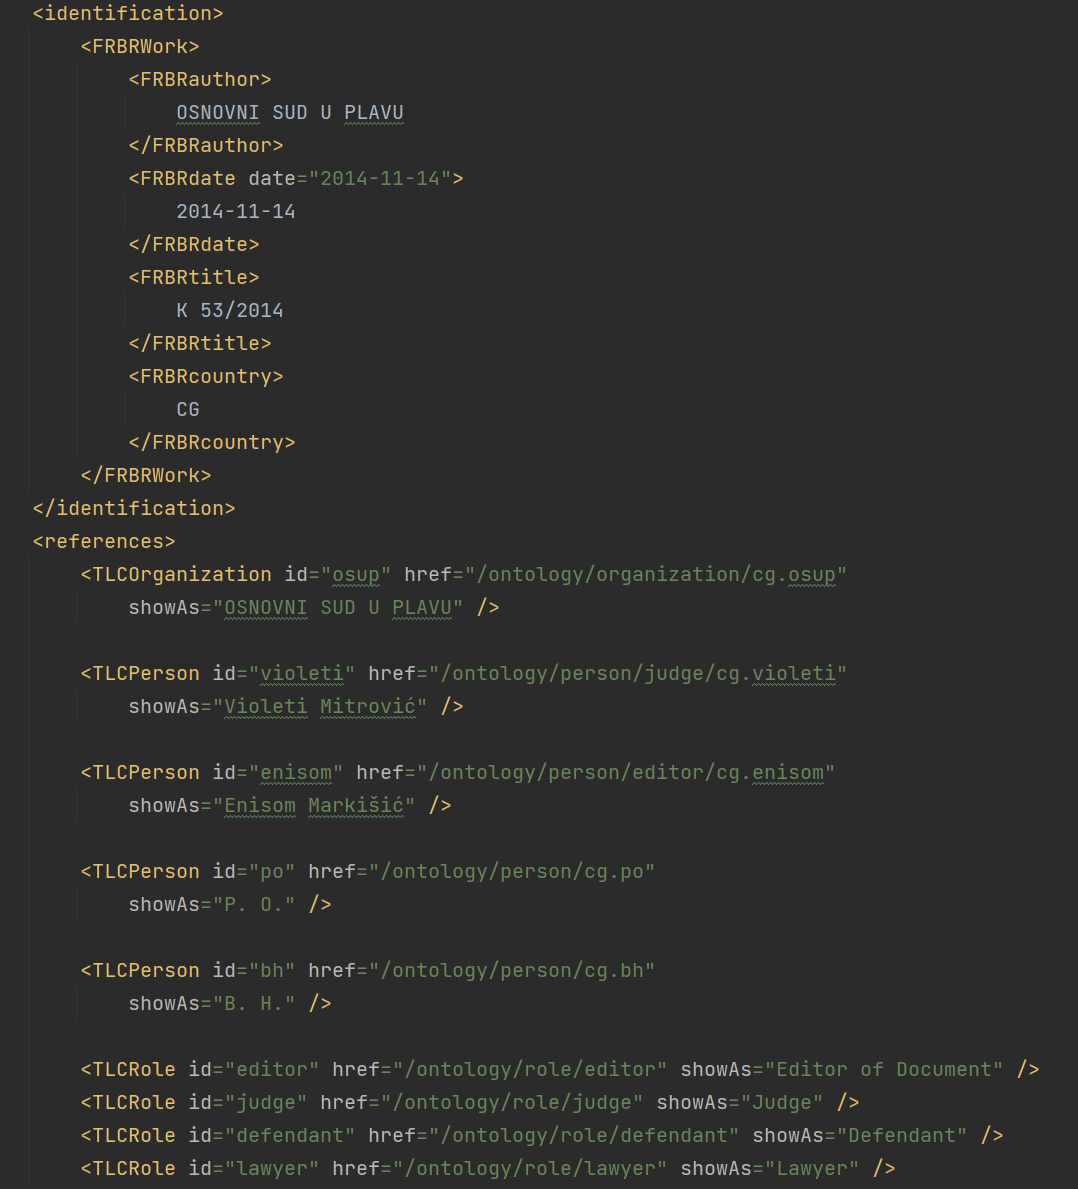 <identification>
<FRBRWork>
<FRBRauthor>
OSNOVNI SUD U PLAVU
</FRBRauthor>
<FRBRdate date="2014-11-14">
2014-11-14
</FRBRdate>
<FRBRtitle>
K 53/2014
</FRBRtitle>
<FRBRcountry>
CG
</FRBRcountry>
</FRBRWork>
</identification>
<references>
<TLCOrganization id="osup" href="/ontology/organization/cg.osup"
showAs="OSNOVNI SUD U PLAVU" />
<TLCPerson id="violeti" href="/ontology/person/judge/cg.violeti"
showAs="Violeti Mitrović" />
<TLCPerson id="enisom" href="/ontology/person/editor/cg.enisom"
showAs="Enisom Markišić" />
<TLCPerson id="po" href="/ontology/person/cg.po"
showAs="P. O." />
<TLCPerson id="bh" href="/ontology/person/cg.bh"
showAs="B. H." />
<TLCRole id="editor" href="/ontology/role/editor" showAs="Editor of Document" />
<TLCRole id="judge" href="/ontology/role/judge" showAs="Judge" />
<TLCRole id="defendant" href="/ontology/role/defendant" showAs="Defendant" />
<TLCRole id="lawyer" href="/ontology/role/lawyer" showAs="Lawyer" />